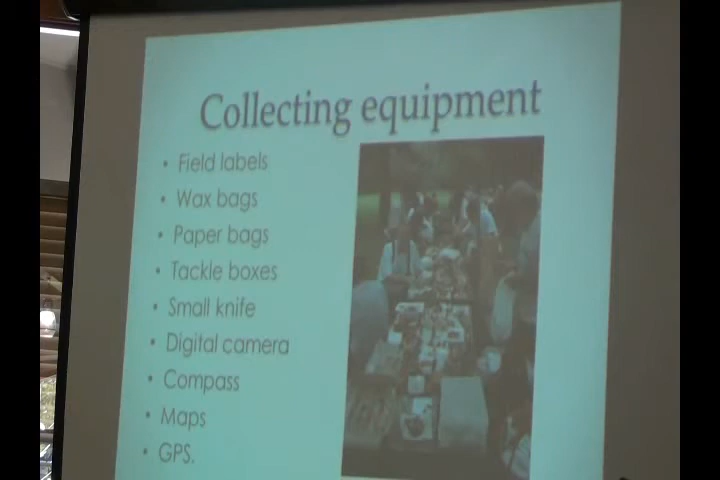 Collecting equipment
• Field labels
• Wax bags
• Paper bags
• Tackle boxes
• Small knife
• Digital camera
• Compass
• Maps
• GPS.